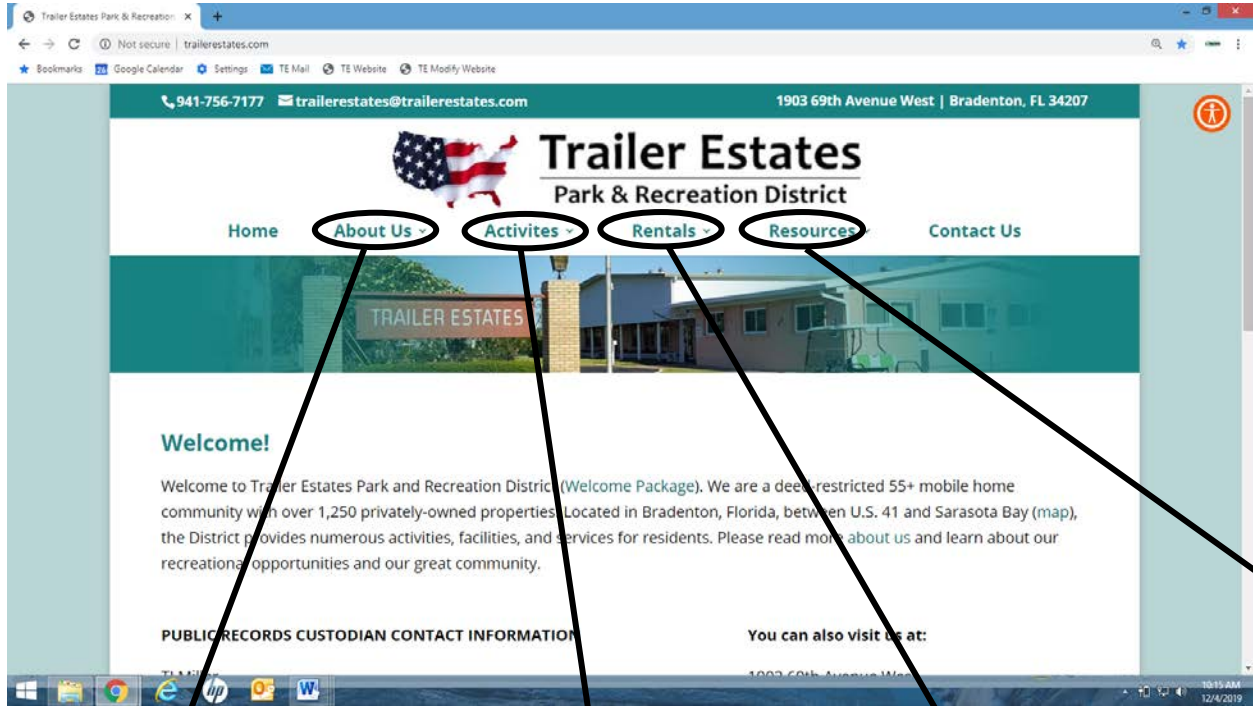 Trailer Estates Park & Recreation
Not secure | trailerestates.com
Bookmarks 26 Google Calendar Settings TE Mail TE Website TE Modify Website
941-756-7177 trailerestates@trailerestates.com 1903 69th Avenue West | Bradenton, FL 34207
Trailer Estates
Park & Recreation District
Home About Us Activites Rentals Resources Contact Us
TRAILER ESTATES
Welcome!
Welcome to Trailer Estates Park and Recreation District (Welcome Package). We are a deed-restricted 55+ mobile home
community with over 1,250 privately-owned properties. Located in Bradenton, Florida, between U.S. 41 and Sarasota Bay (map),
the District provides numerous activities, facilities, and services for residents. Please read more about us and learn about our
recreational opportunities and our great community.
PUBLIC RECORDS CUSTODIAN CONTACT INFORMATION You can also visit us at:
1903 69th Avenue West
hp W
10:15 AM
12/4/2019